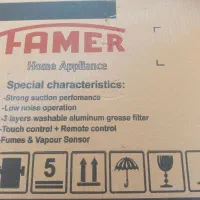 FAMER
Home Appliance
Special characteristics:
-Strong suction perfomance
-Low noise operation
-3 layers washable aluminum grease filter
-Touch control + Remote control
-Fumes & Vapour Sensor
5